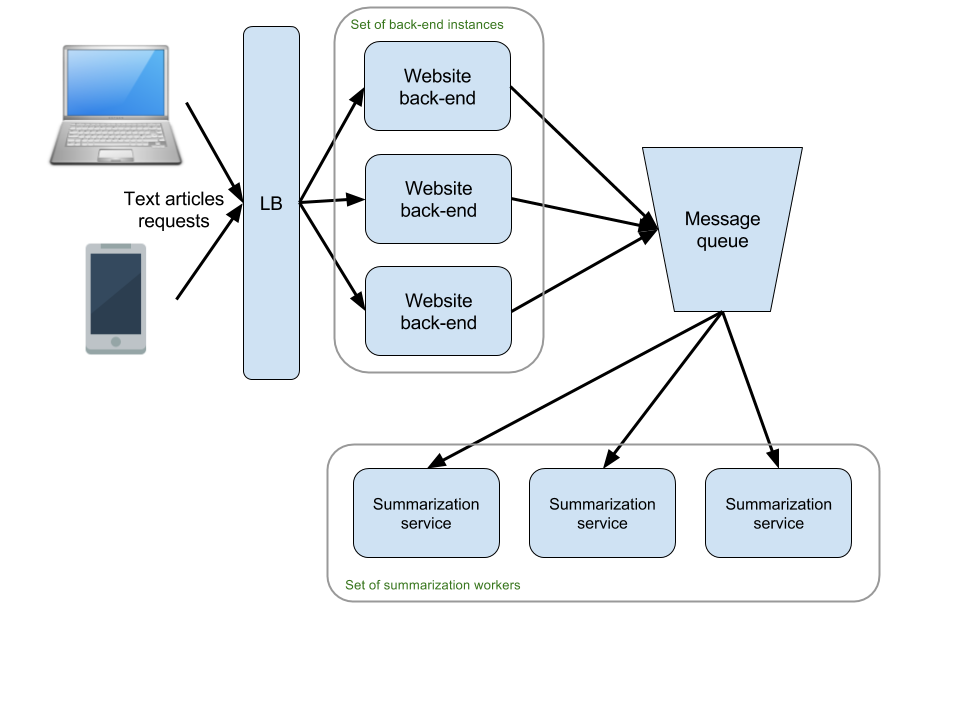 Set of back-end instances
Website
back-end
Text articles
requests
LB
Website
back-end
Message
queue
Website
back-end
Summarization
service
Summarization
service
Summarization
service
Set of summarization workers